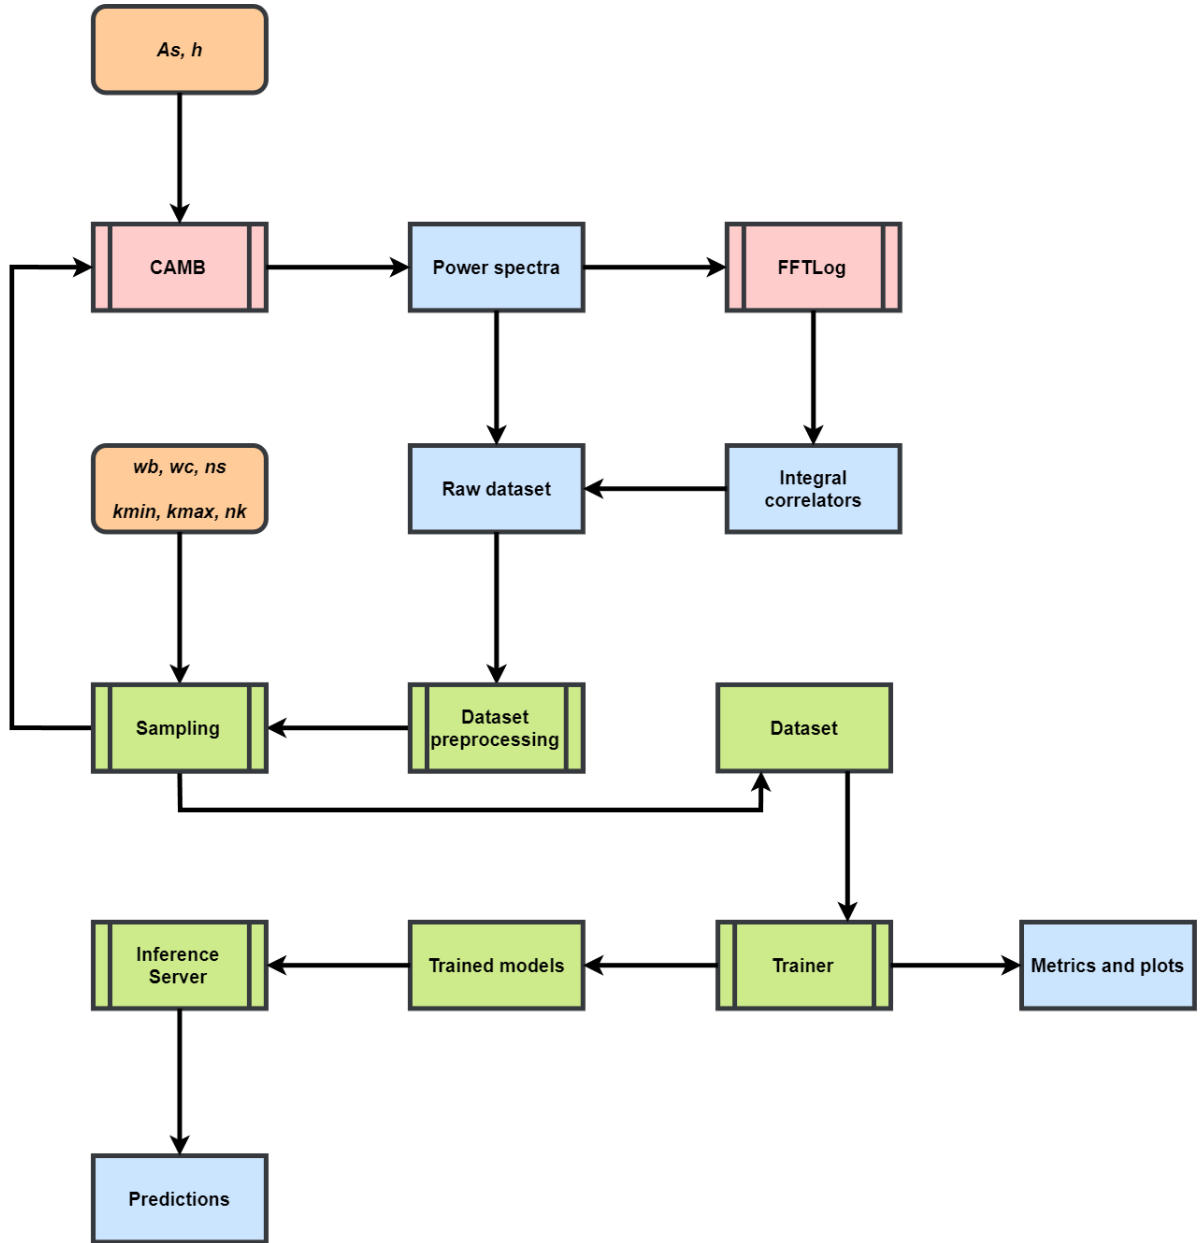 As, h
CAMB
Power spectra
FFTLog
wb, wc, ns
kmin, kmax, nk
Raw dataset
Integral
correlators
Sampling
Dataset
preprocessing
Dataset
Inference
Server
Trained models
Trainer
Metrics and plots
Predictions